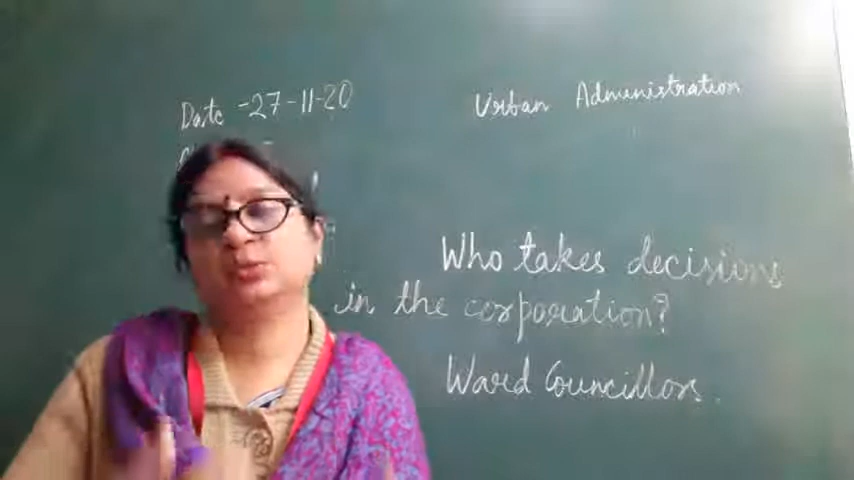 Date -27-11-20
Urban Administration
Who takes decisions
in the corporation?
Ward Councillors.